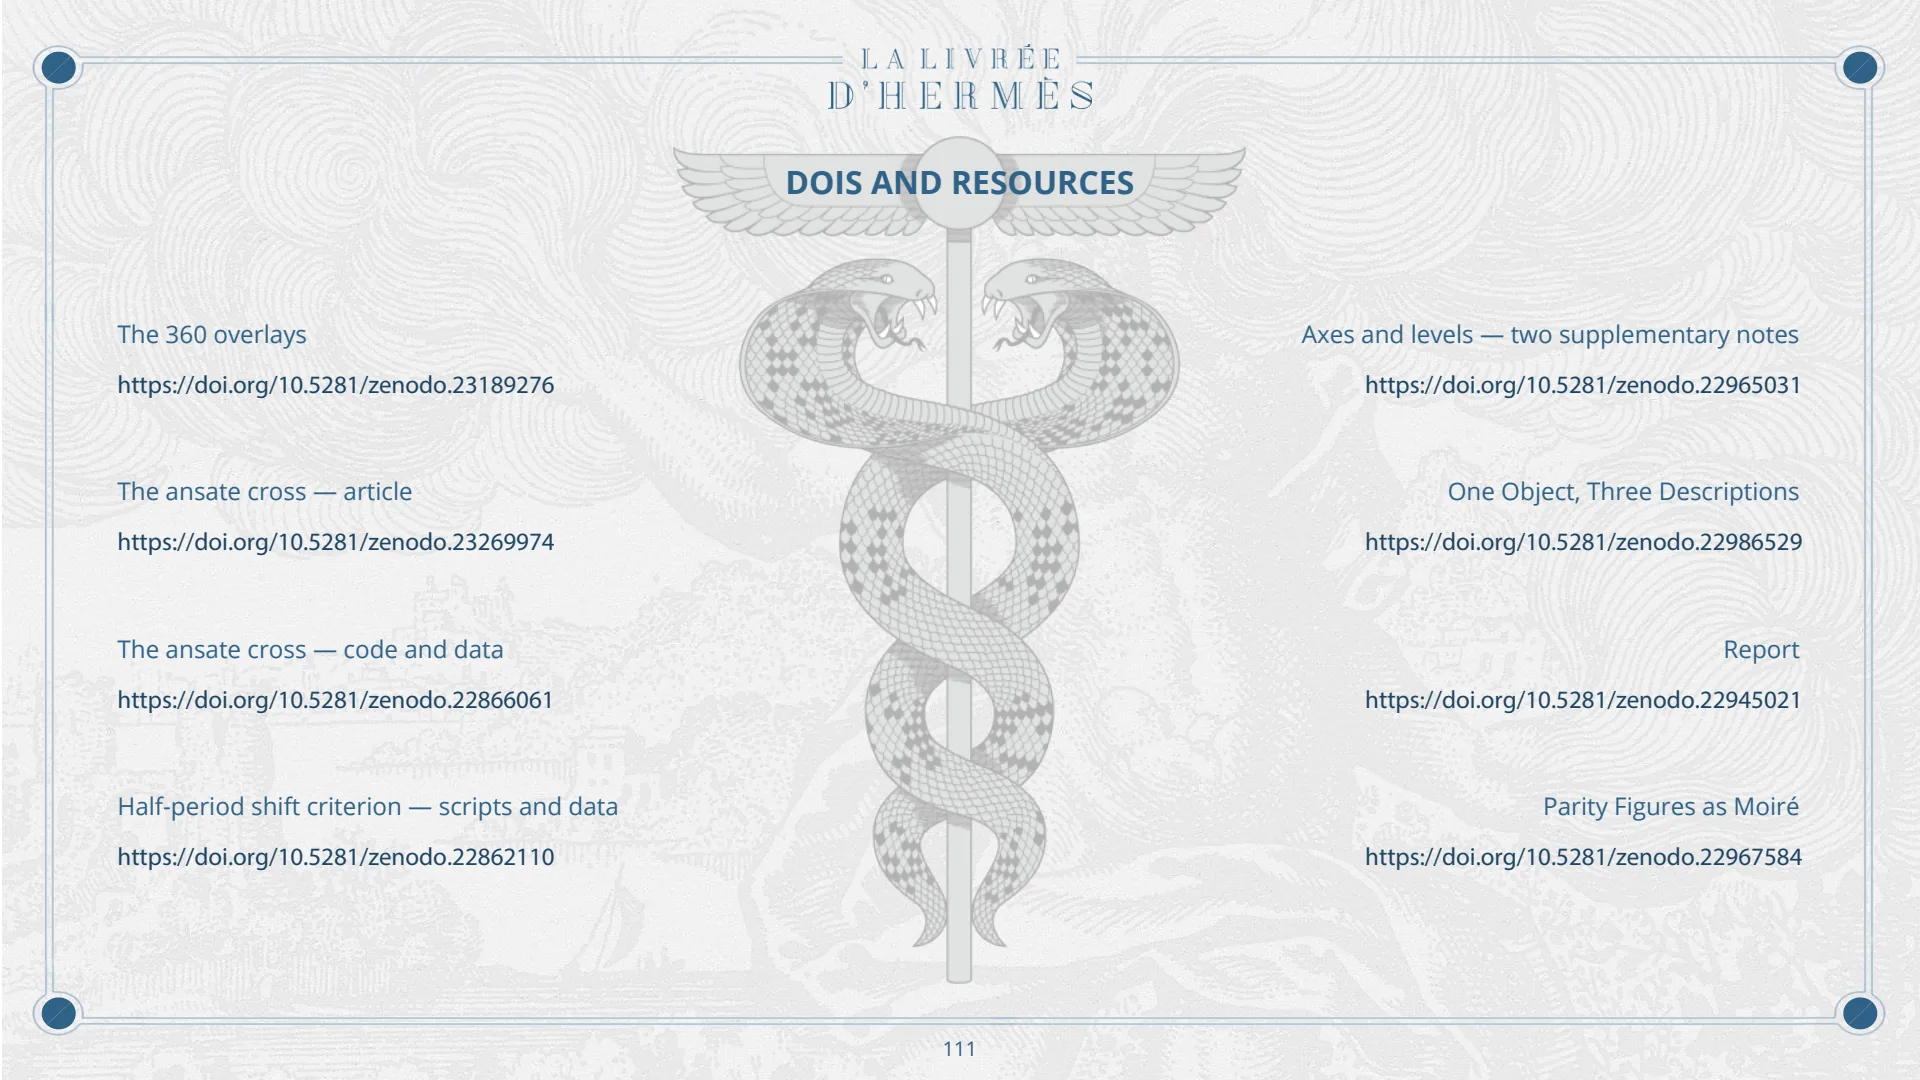 LA LIVRÉE
D'HERMÈS
DOIS AND RESOURCES
The 360 overlays
https://doi.org/10.5281/zenodo.23189276
The ansate cross — article
https://doi.org/10.5281/zenodo.23269974
The ansate cross — code and data
https://doi.org/10.5281/zenodo.22866061
Half-period shift criterion — scripts and data
https://doi.org/10.5281/zenodo.22862110
Axes and levels — two supplementary notes
https://doi.org/10.5281/zenodo.22965031
One Object, Three Descriptions
https://doi.org/10.5281/zenodo.22986529
Report
https://doi.org/10.5281/zenodo.22945021
Parity Figures as Moiré
https://doi.org/10.5281/zenodo.22967584
111